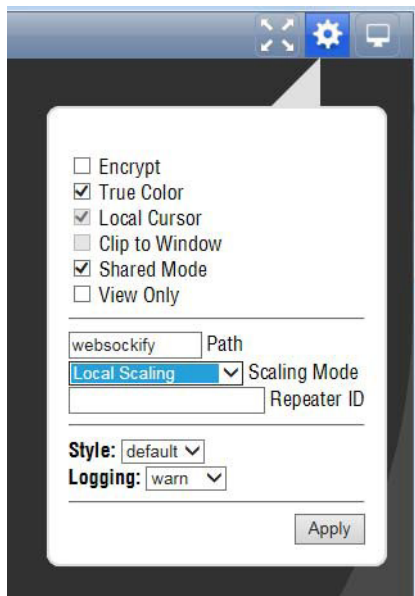 Encrypt
True Color
Local Cursor
Clip to Window
Shared Mode
View Only
websockify Path
Local Scaling Scaling Mode
Repeater ID
Style: default
Logging: warn
Apply